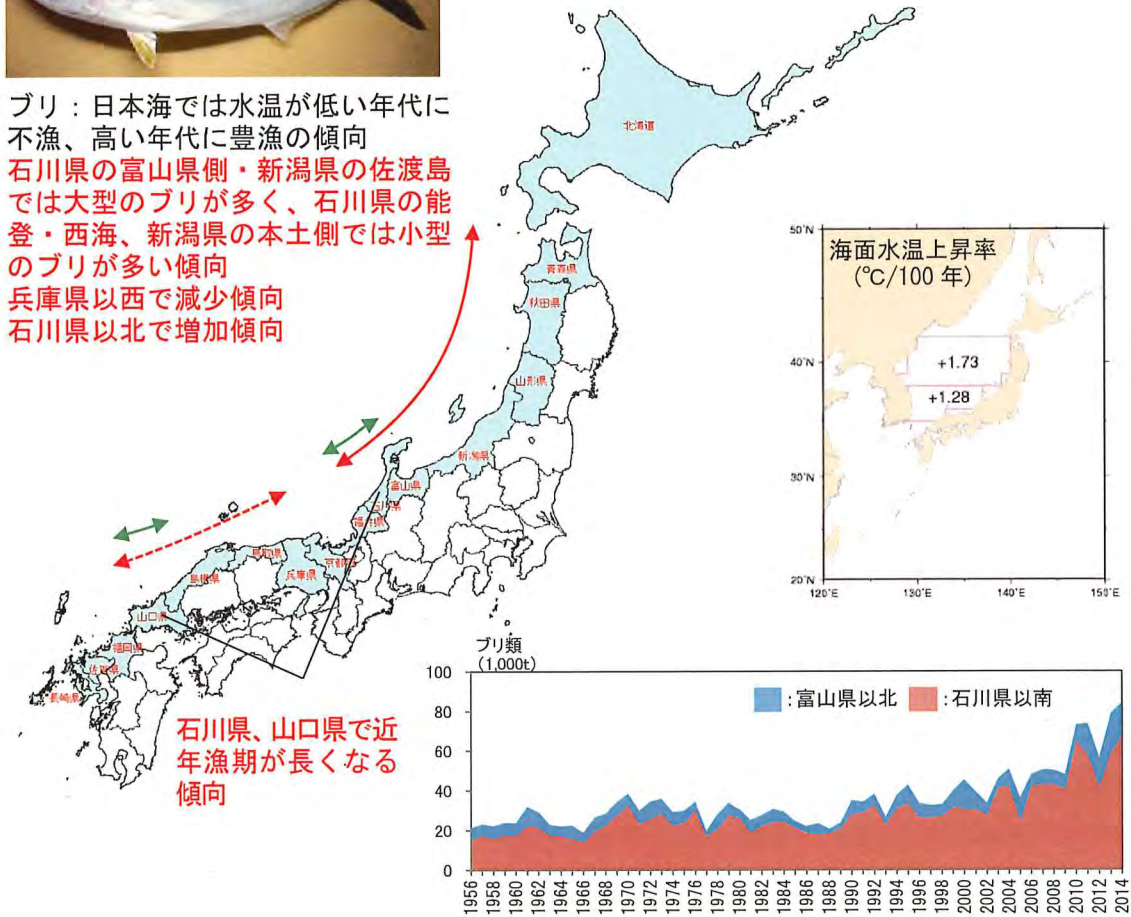 ブリ：日本海では水温が低い年代に
不漁、高い年代に豊漁の傾向
石川県の富山県側・新潟県の佐渡島
では大型のブリが多く、石川県の能
登・西海、新潟県の本土側では小型
のブリが多い傾向
兵庫県以西で減少傾向
石川県以北で増加傾向
北海道
青森県
秋田県
山形県
新潟県
富山県
石川県
福井県
京都府
兵庫県
鳥取県
島根県
山口県
福岡県
佐賀県
長崎県
石川県、山口県で近
年漁期が長くなる
傾向
海面水温上昇率
(℃/100 年)
50°N
40°N
30°N
20°N
+1.73
+1.28
120°E 130°E 140°E 150°E
ブリ類
(1,000t)
:富山県以北 :石川県以南
100
80
60
40
20
0
1956 1958 1960 1962 1964 1966 1968 1970 1972 1974 1976 1978 1980 1982 1984 1986 1988 1990 1992 1994 1996 1998 2000 2002 2004 2006 2008 2010 2012 2014